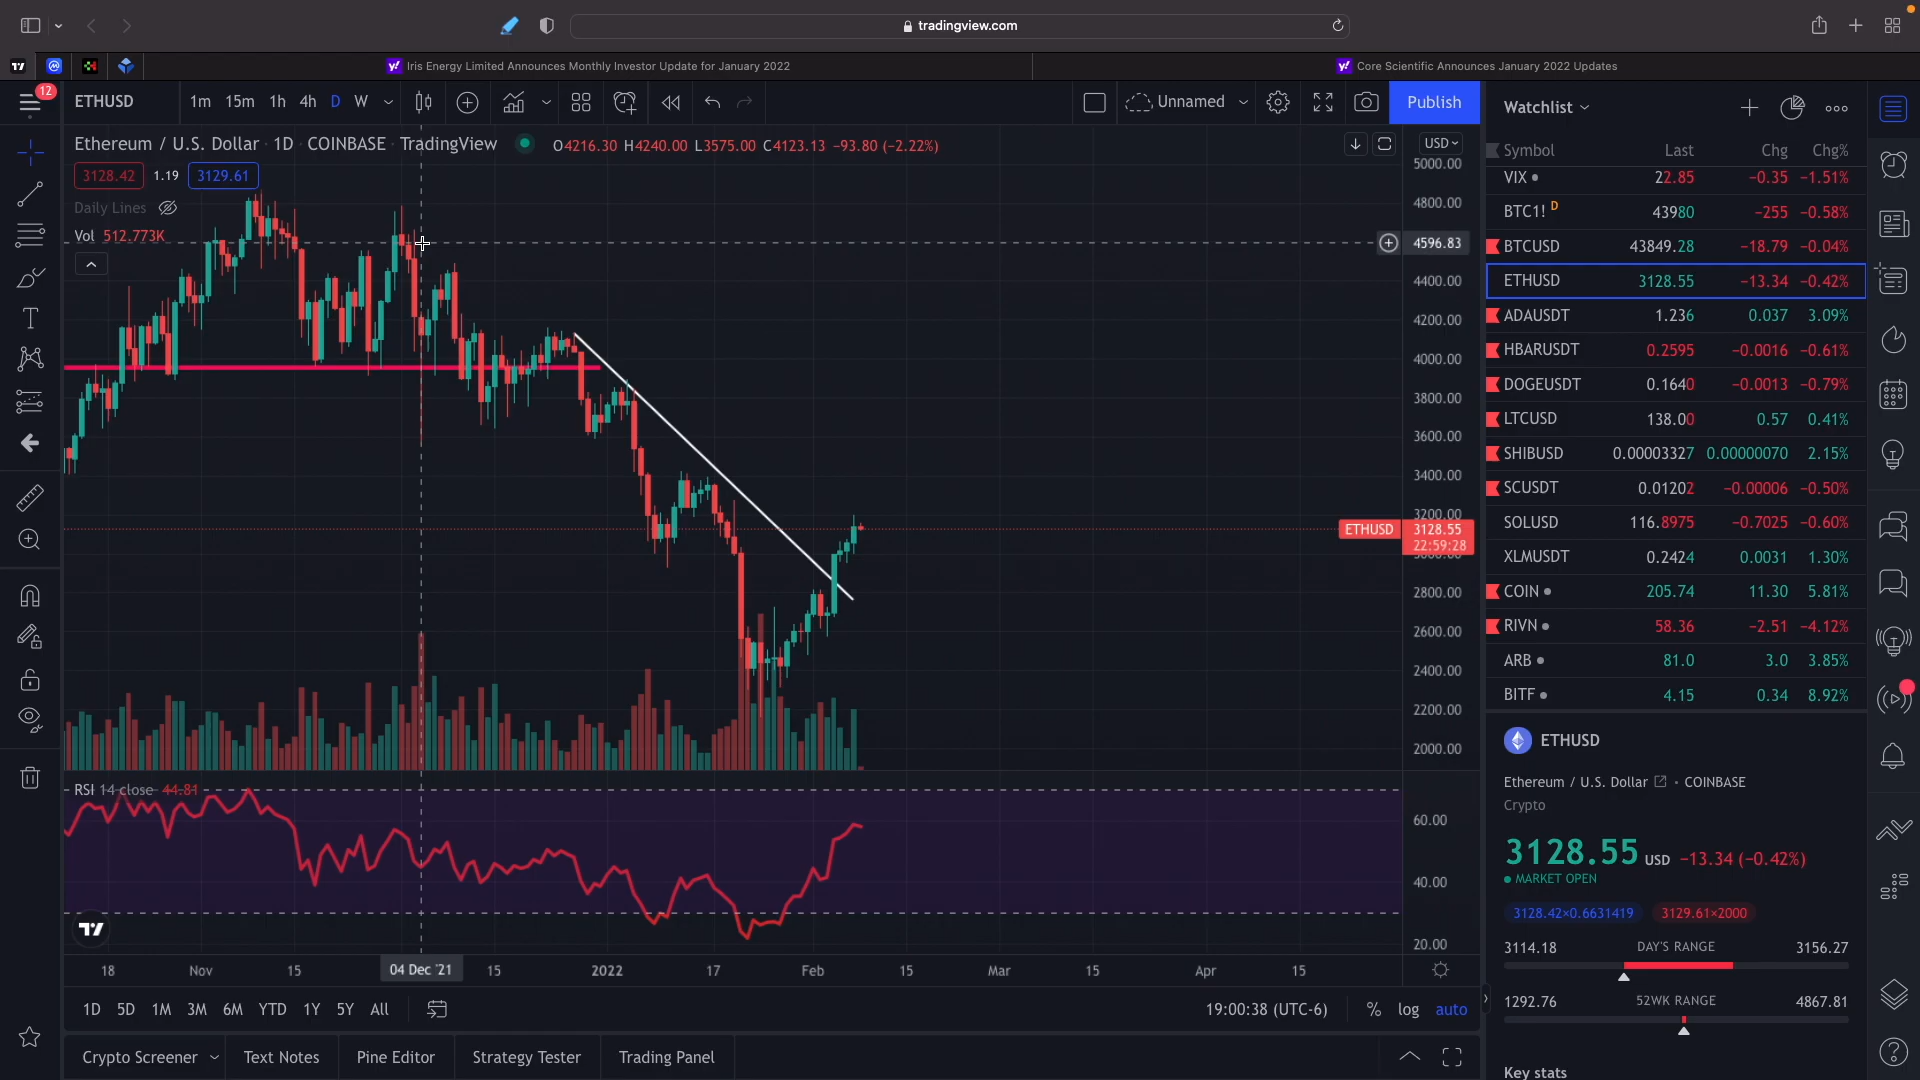 tradingview.com
Iris Energy Limited Announces Monthly Investor Update for January 2022
Core Scientific Announces January 2022 Updates
12
ETHUSD 1m 15m 1h 4h D W Unnamed Publish
Ethereum / U.S. Dollar · 1D · COINBASE · TradingView O4216.30 H4240.00 L3575.00 C4123.13 −93.80 (−2.22%)
3128.42 1.19 3129.61
Daily Lines
Vol 512.773K
USD
5000.00
4800.00
4596.83
4400.00
4200.00
4000.00
3800.00
3600.00
3400.00
3200.00
ETHUSD 3128.55
22:59:28
3000.00
2800.00
2600.00
2400.00
2200.00
2000.00
RSI 14 close 44.81
60.00
40.00
20.00
18 Nov 15 04 Dec '21 15 2022 17 Feb 15 Mar 15 Apr 15
1D 5D 1M 3M 6M YTD 1Y 5Y All 19:00:38 (UTC-6) % log auto
Crypto Screener Text Notes Pine Editor Strategy Tester Trading Panel
Watchlist
Symbol Last Chg Chg%
VIX 22.85 −0.35 −1.51%
BTC1! D 43980 −255 −0.58%
BTCUSD 43849.28 −18.79 −0.04%
ETHUSD 3128.55 −13.34 −0.42%
ADAUSDT 1.236 0.037 3.09%
HBARUSDT 0.2595 −0.0016 −0.61%
DOGEUSDT 0.1640 −0.0013 −0.79%
LTCUSD 138.00 0.57 0.41%
SHIBUSD 0.00003327 0.00000070 2.15%
SCUSDT 0.01202 −0.00006 −0.50%
SOLUSD 116.8975 −0.7025 −0.60%
XLMUSDT 0.2424 0.0031 1.30%
COIN 205.74 11.30 5.81%
RIVN 58.36 −2.51 −4.12%
ARB 81.0 3.0 3.85%
BITF 4.15 0.34 8.92%
ETHUSD
Ethereum / U.S. Dollar · COINBASE
Crypto
3128.55 USD −13.34 (−0.42%)
MARKET OPEN
3128.42×0.6631419 3129.61×2000
3114.18 DAY'S RANGE 3156.27
1292.76 52WK RANGE 4867.81
Key stats